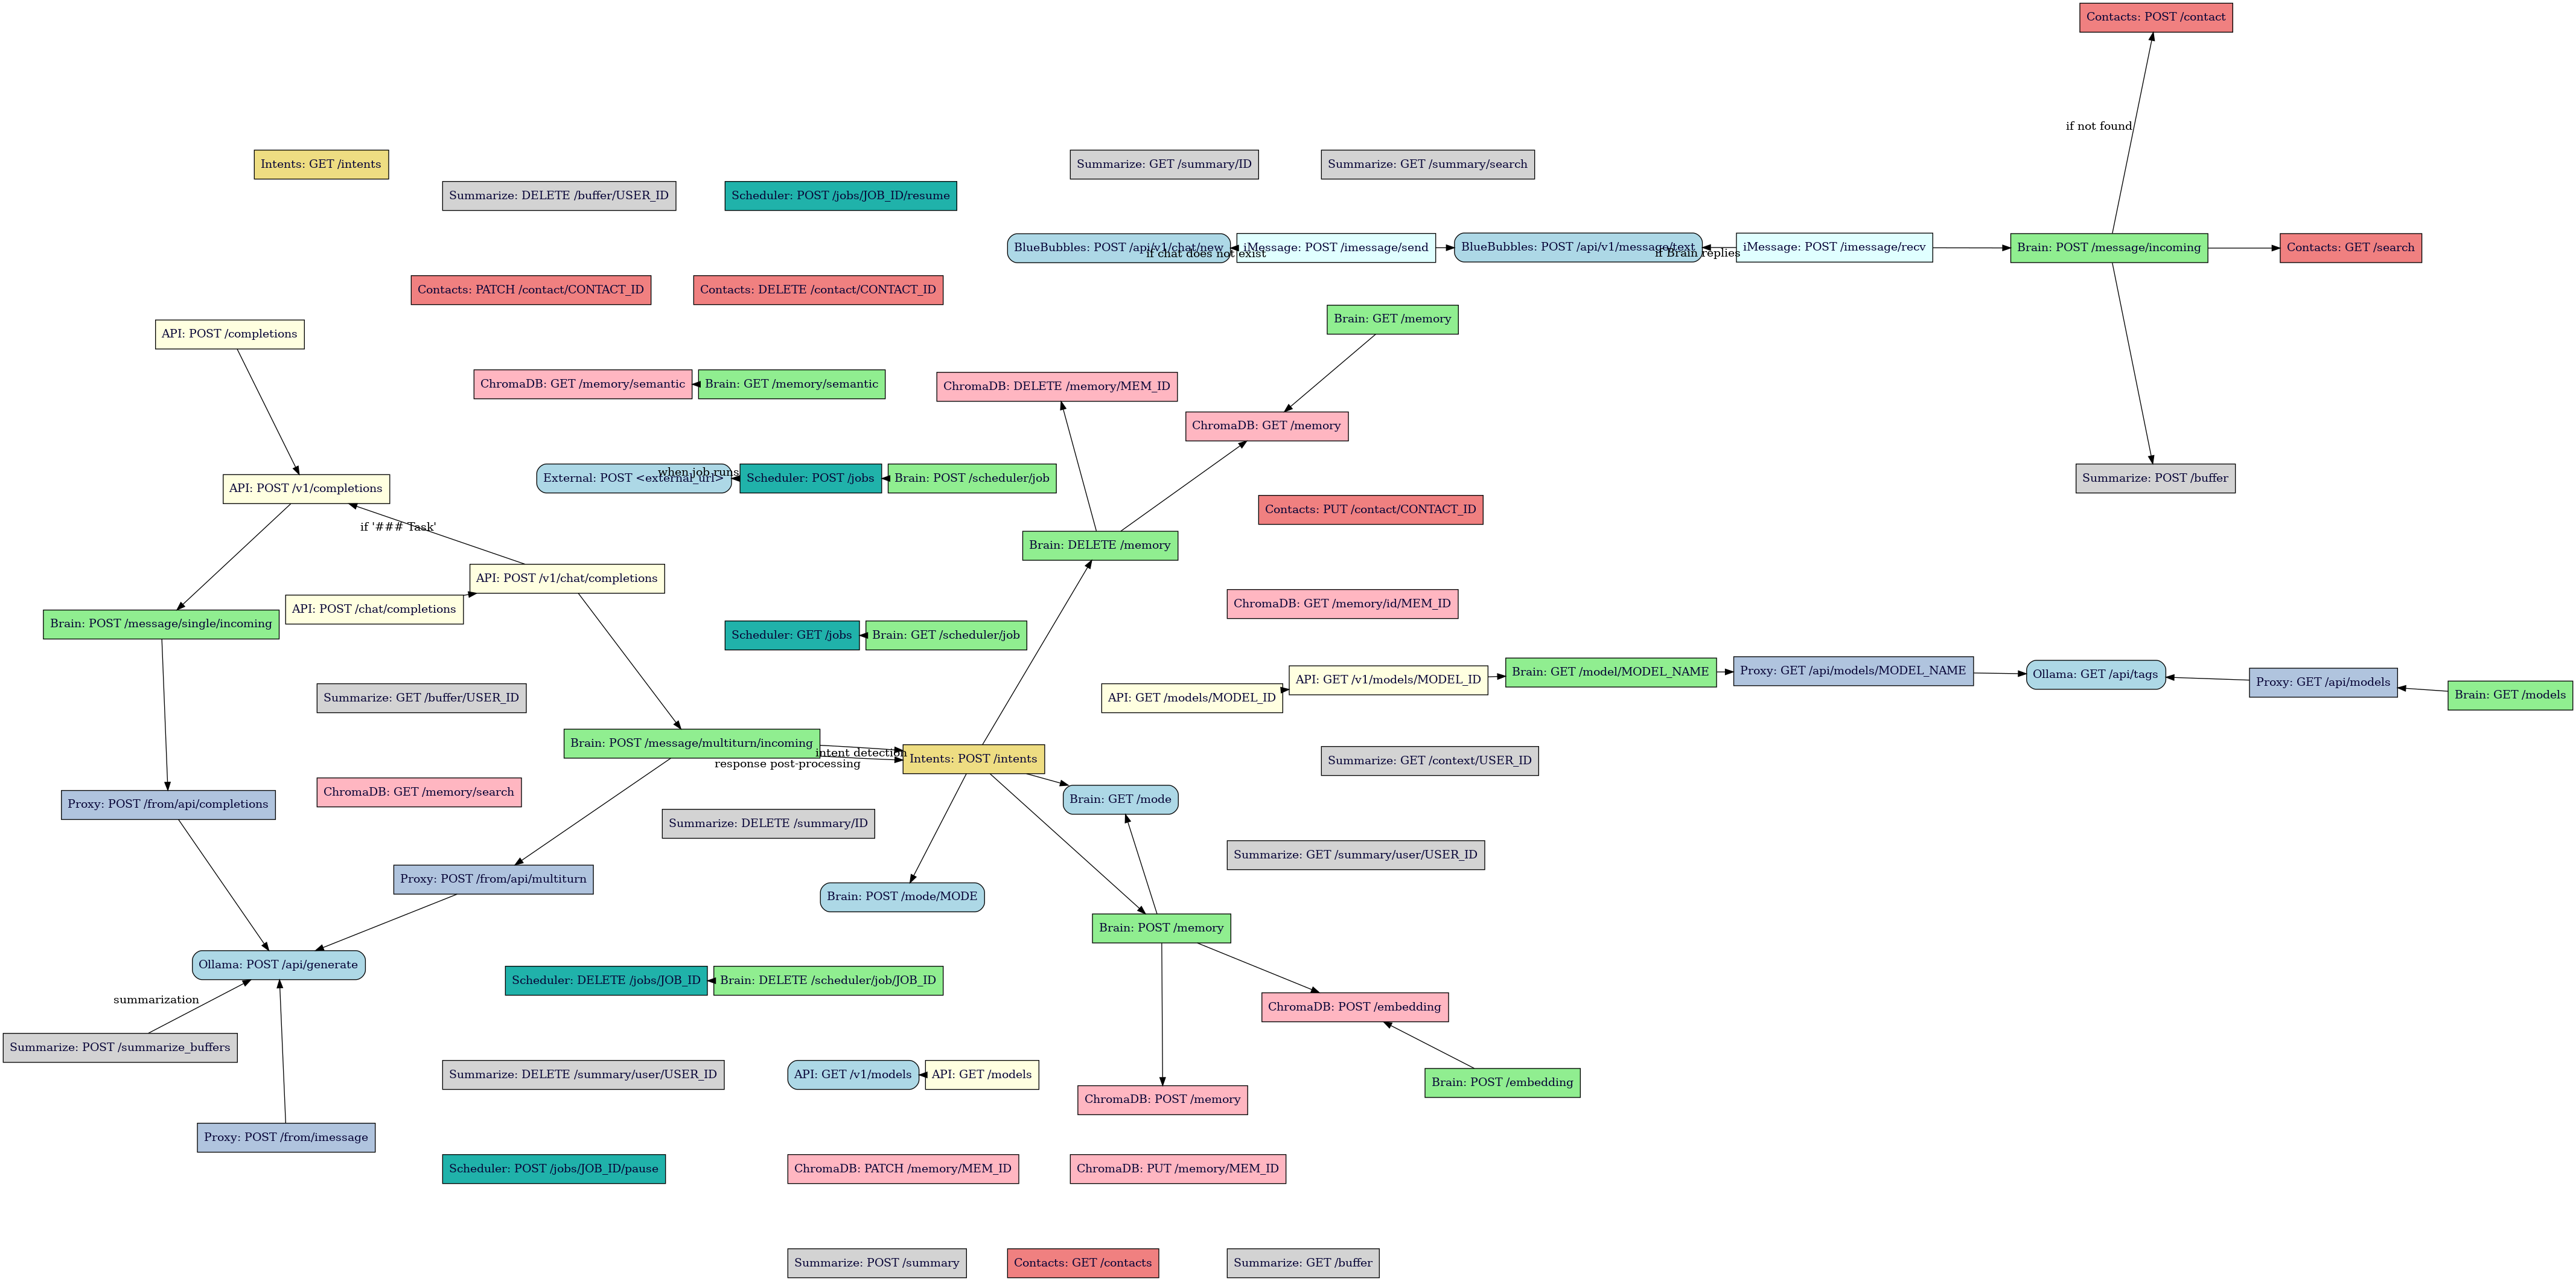 Contacts: POST /contact
if not found
Intents: GET /intents
Summarize: GET /summary/ID
Summarize: GET /summary/search
Summarize: DELETE /buffer/USER_ID
Scheduler: POST /jobs/JOB_ID/resume
BlueBubbles: POST /api/v1/chat/new
if chat does not exist
iMessage: POST /imessage/send
BlueBubbles: POST /api/v1/message/text
if Brain replies
iMessage: POST /imessage/recv
Brain: POST /message/incoming
Contacts: GET /search
Contacts: PATCH /contact/CONTACT_ID
Contacts: DELETE /contact/CONTACT_ID
API: POST /completions
Brain: GET /memory
ChromaDB: GET /memory/semantic
Brain: GET /memory/semantic
ChromaDB: DELETE /memory/MEM_ID
ChromaDB: GET /memory
External: POST <external_url>
when job runs
Scheduler: POST /jobs
Brain: POST /scheduler/job
Summarize: POST /buffer
API: POST /v1/completions
Contacts: PUT /contact/CONTACT_ID
if '### Task'
Brain: DELETE /memory
API: POST /v1/chat/completions
API: POST /chat/completions
ChromaDB: GET /memory/id/MEM_ID
Brain: POST /message/single/incoming
Scheduler: GET /jobs
Brain: GET /scheduler/job
API: GET /models/MODEL_ID
API: GET /v1/models/MODEL_ID
Brain: GET /model/MODEL_NAME
Proxy: GET /api/models/MODEL_NAME
Ollama: GET /api/tags
Proxy: GET /api/models
Brain: GET /models
Summarize: GET /buffer/USER_ID
Brain: POST /message/multiturn/incoming
intent detection
response post-processing
Intents: POST /intents
Summarize: GET /context/USER_ID
ChromaDB: GET /memory/search
Proxy: POST /from/api/completions
Brain: GET /mode
Summarize: DELETE /summary/ID
Summarize: GET /summary/user/USER_ID
Proxy: POST /from/api/multiturn
Brain: POST /mode/MODE
Brain: POST /memory
Ollama: POST /api/generate
Scheduler: DELETE /jobs/JOB_ID
Brain: DELETE /scheduler/job/JOB_ID
summarization
ChromaDB: POST /embedding
Summarize: POST /summarize_buffers
Summarize: DELETE /summary/user/USER_ID
API: GET /v1/models
API: GET /models
Brain: POST /embedding
ChromaDB: POST /memory
Proxy: POST /from/imessage
Scheduler: POST /jobs/JOB_ID/pause
ChromaDB: PATCH /memory/MEM_ID
ChromaDB: PUT /memory/MEM_ID
Summarize: POST /summary
Contacts: GET /contacts
Summarize: GET /buffer